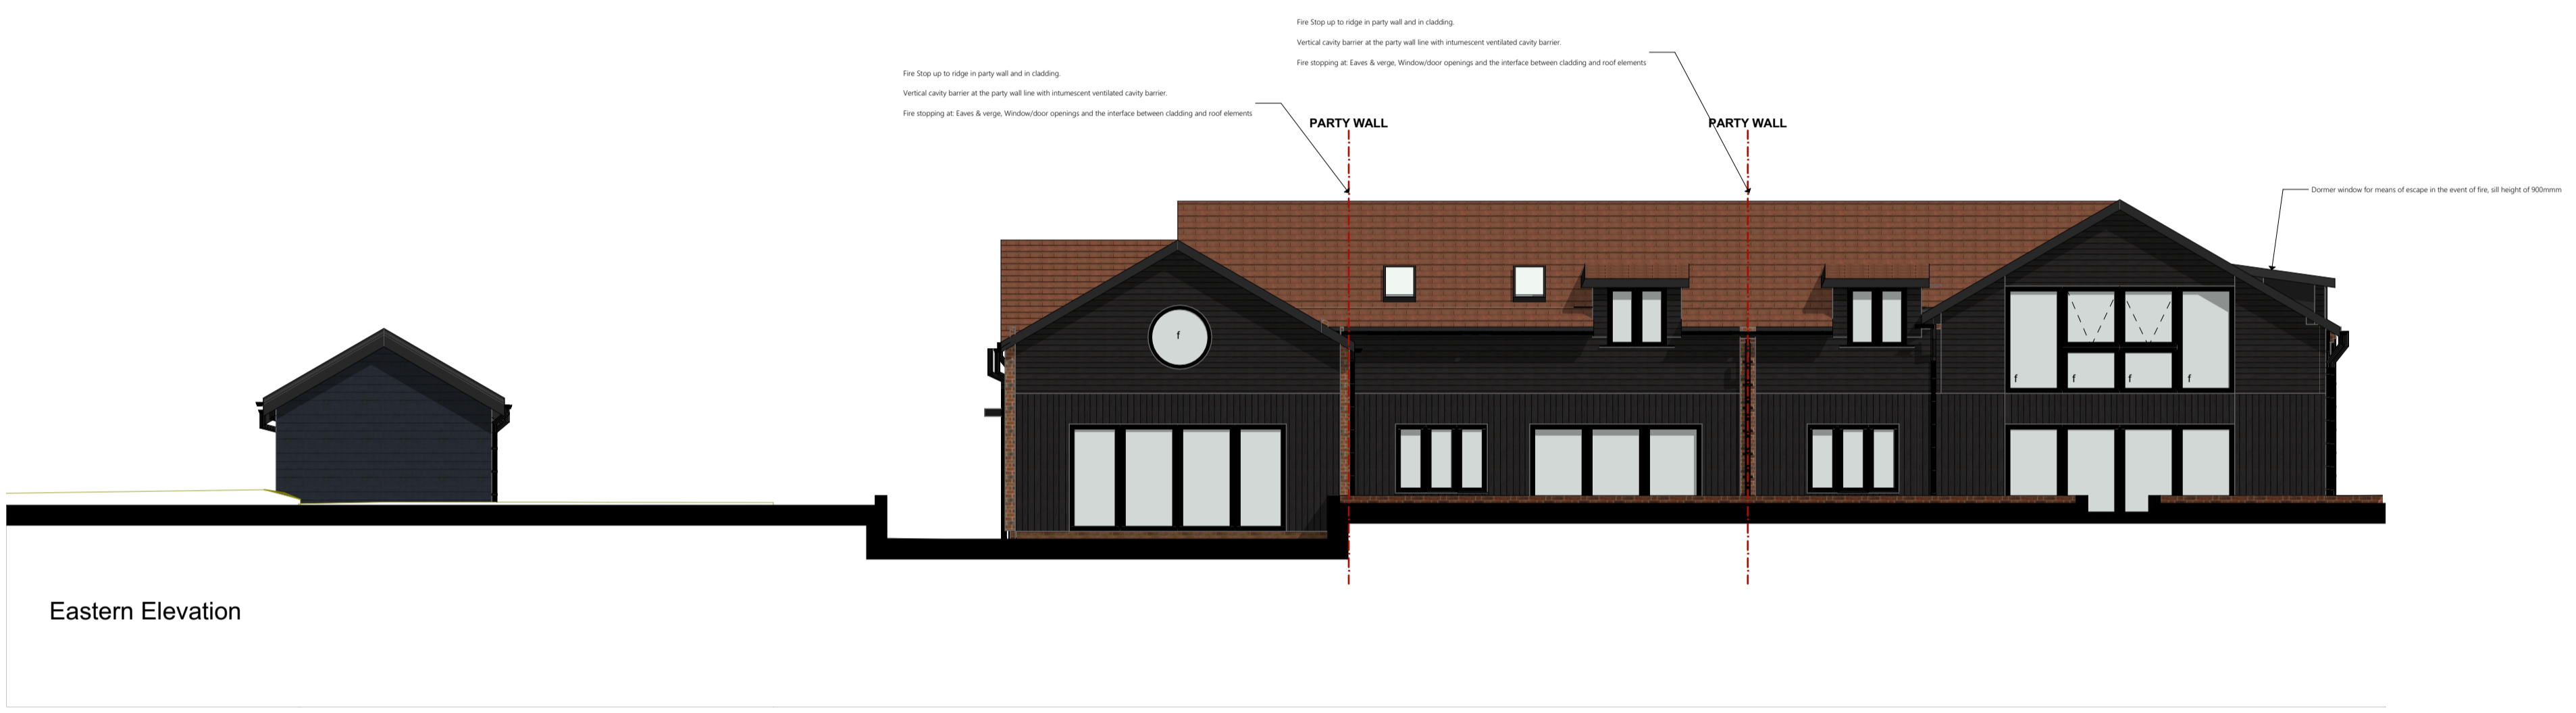 Fire Stop up to ridge in party wall and in cladding.
Vertical cavity barrier at the party wall line with intumescent ventilated cavity barrier.
Fire stopping at: Eaves & verge, Window/door openings and the interface between cladding and roof elements
Fire Stop up to ridge in party wall and in cladding.
Vertical cavity barrier at the party wall line with intumescent ventilated cavity barrier.
Fire stopping at: Eaves & verge, Window/door openings and the interface between cladding and roof elements
PARTY WALL
PARTY WALL
Dormer window for means of escape in the event of fire, sill height of 900mmm
f
f
f
f
f
Eastern Elevation